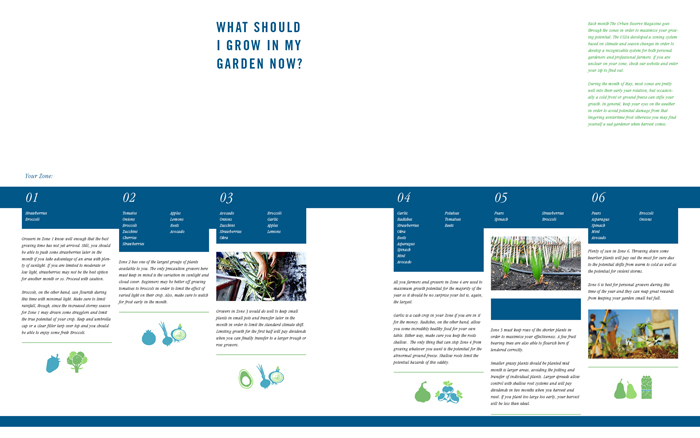 WHAT SHOULD
I GROW IN MY
GARDEN NOW?
Each month The Urban Source Magazine goes
through the zones in order to maximize your grow-
ing potential. The USDA developed a zoning system
based on climate and season changes in order to
develop a recognizable system for both personal
gardeners and professional farmers. If you are
unclear on your zone, check our website and enter
your zip to find out.
During the month of May, most zones are pretty
well into their early year rotation, but occasion-
ally a cold front or ground freeze can stifle your
growth. In general, keep your eyes on the weather
in order to avoid potential damage from that
lingering wintertime frost otherwise you may find
yourself a sad gardener when harvest comes.
Your Zone:
01
Strawberries
Broccoli
Growers in Zone 1 know well enough that the best
growing time has not yet arrived. Still, you should
be able to push some strawberries later in the
month if you take advantage of an area with plen-
ty of sunlight. If you are limited to moderate or
low light, strawberries may not be the best option
for another month or so. Proceed with caution.
Broccoli, on the other hand, can flourish during
this time with minimal light. Make sure to limit
rainfall, though, since the increased stormy season
for Zone 1 may drown some stragglers and limit
the true potential of your crop. Keep and umbrella
cap or a clear filter tarp over top and you should
be able to enjoy some fresh Broccoli.
02
Tomatoe
Onions
Broccoli
Zucchini
Cherries
Strawberries
Apples
Lemons
Beets
Avocado
Zone 2 has one of the largest groups of plants
available to you. The only precaution growers here
must keep in mind is the variation in sunlight and
cloud cover. Beginners may be better off growing
tomatoes to broccoli in order to limit the effect of
varied light on their crop. Also, make sure to watch
for frost early in the month.
03
Avocado
Onions
Zucchini
Strawberries
Okra
Broccoli
Garlic
Apples
Lemons
Growers in Zone 3 would do well to keep small
plants in small pots and transfer later in the
month in order to limit the standard climate shift.
Limiting growth for the first half will pay dividends
when you can finally transfer to a larger trough or
row growers.
04
Garlic
Radishes
Strawberries
Okra
Beets
Asparagus
Spinach
Mint
Avocado
Potatoes
Tomatoes
Beets
All you farmers and growers in Zone 4 are used to
maximum growth potential for the majority of the
year so it should be no surprise your list is, again,
the largest.
Garlic is a cash crop in your Zone if you are in it
for the money. Radishes, on the other hand, allow
you some incredibly healthy food for your own
table. Either way, make sure you keep the beets
shallow. The only thing that can stop Zone 4 from
growing whatever you want is the potential for the
abnormal ground freeze. Shallow roots limit the
potential hazards of this oddity.
05
Pears
Spinach
Strawberries
Broccoli
Zone 5 must keep rows of the shorter plants in
order to maximize your effectiveness. a few fruit
bearing trees are also able to flourish here if
tendered correctly.
Smaller grassy plants should be planted mid
month is larger areas, avoiding the potting and
transfer of individual plants. Larger spreads allow
control with shallow root systems and will pay
dividends in two months when you harvest and
rest. If you plant too large too early, your harvest
will be less than ideal.
06
Pears
Asparagus
Spinach
Mint
Avocado
Broccoli
Onions
Plenty of rain in Zone 6. Throwing down some
heartier plants will pay out the most for care due
to the potential shifts from warm to cold as well as
the potential for violent storms.
Zone 6 is best for personal growers during this
time of the year and they can reap great rewards
from keeping your garden small but full.